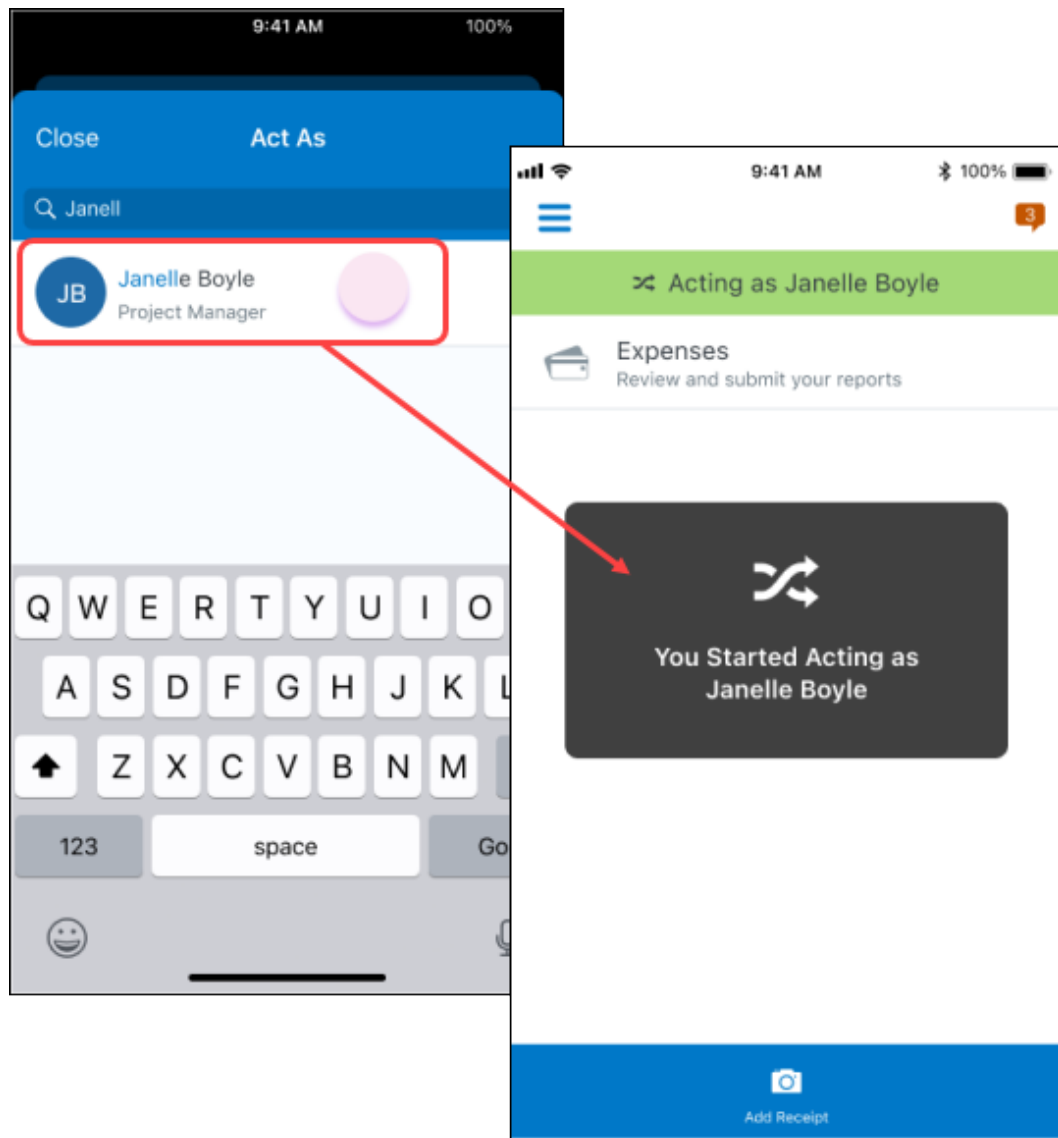 9:41 AM 100%
Close Act As
Janell
JB
Janelle Boyle
Project Manager
Q W E R T Y U I O
A S D F G H J K L
Z X C V B N M
123 space Go
9:41 AM 100%
3
Acting as Janelle Boyle
Expenses
Review and submit your reports
You Started Acting as
Janelle Boyle
Add Receipt